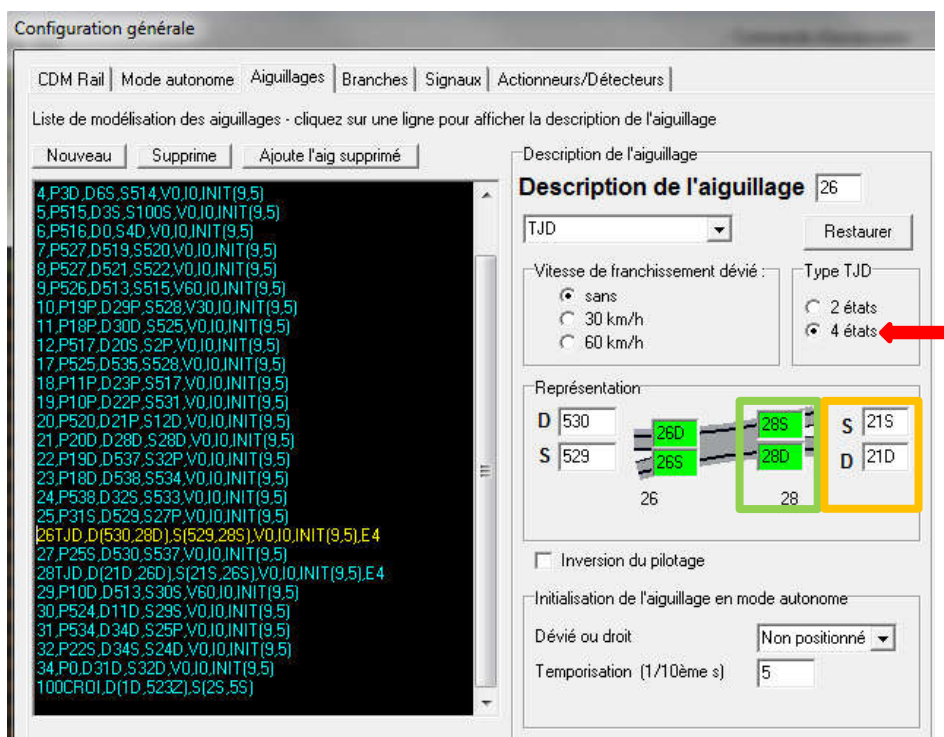 Configuration générale
CDM Rail Mode autonome Aiguillages Branches Signaux Actionneurs/Détecteurs
Liste de modélisation des aiguillages - cliquez sur une ligne pour afficher la description de l'aiguillage
Nouveau Supprime Ajoute l'aig supprimé
4,P3D,D6S,S514,V0,I0,INIT(9,5)
5,P515,D3S,S100S,V0,I0,INIT(9,5)
6,P516,D0,S4D,V0,I0,INIT(9,5)
7,P527,D519,S520,V0,I0,INIT(9,5)
8,P527,D521,S522,V0,I0,INIT(9,5)
9,P526,D513,S515,V60,I0,INIT(9,5)
10,P19P,D29P,S528,V30,I0,INIT(9,5)
11,P18P,D30D,S525,V0,I0,INIT(9,5)
12,P517,D20S,S2P,V0,I0,INIT(9,5)
17,P525,D535,S528,V0,I0,INIT(9,5)
18,P11P,D23P,S517,V0,I0,INIT(9,5)
19,P10P,D22P,S531,V0,I0,INIT(9,5)
20,P520,D21P,S12D,V0,I0,INIT(9,5)
21,P20D,D28D,S28D,V0,I0,INIT(9,5)
22,P19D,D537,S32P,V0,I0,INIT(9,5)
23,P18D,D538,S534,V0,I0,INIT(9,5)
24,P538,D32S,S533,V0,I0,INIT(9,5)
25,P31S,D529,S27P,V0,I0,INIT(9,5)
26TJD,D(530,28D),S(529,28S),V0,I0,INIT(9,5),E4
27,P25S,D530,S537,V0,I0,INIT(9,5)
28TJD,D(21D,26D),S(21S,26S),V0,I0,INIT(9,5),E4
29,P10D,D513,S30S,V60,I0,INIT(9,5)
30,P524,D11D,S29S,V0,I0,INIT(9,5)
31,P534,D34D,S25P,V0,I0,INIT(9,5)
32,P22S,D34S,S24D,V0,I0,INIT(9,5)
34,P0,D31D,S32D,V0,I0,INIT(9,5)
100CROI,D(1D,523Z),S(2S,5S)
Description de l'aiguillage
Description de l'aiguillage 26
TJD Restaurer
Vitesse de franchissement dévié :
sans
30 km/h
60 km/h
Type TJD
2 états
4 états
Représentation
D 530 26D 28S S 21S
S 529 26S 28D D 21D
26 28
Inversion du pilotage
Initialisation de l'aiguillage en mode autonome
Dévié ou droit Non positionné
Temporisation (1/10ème s) 5